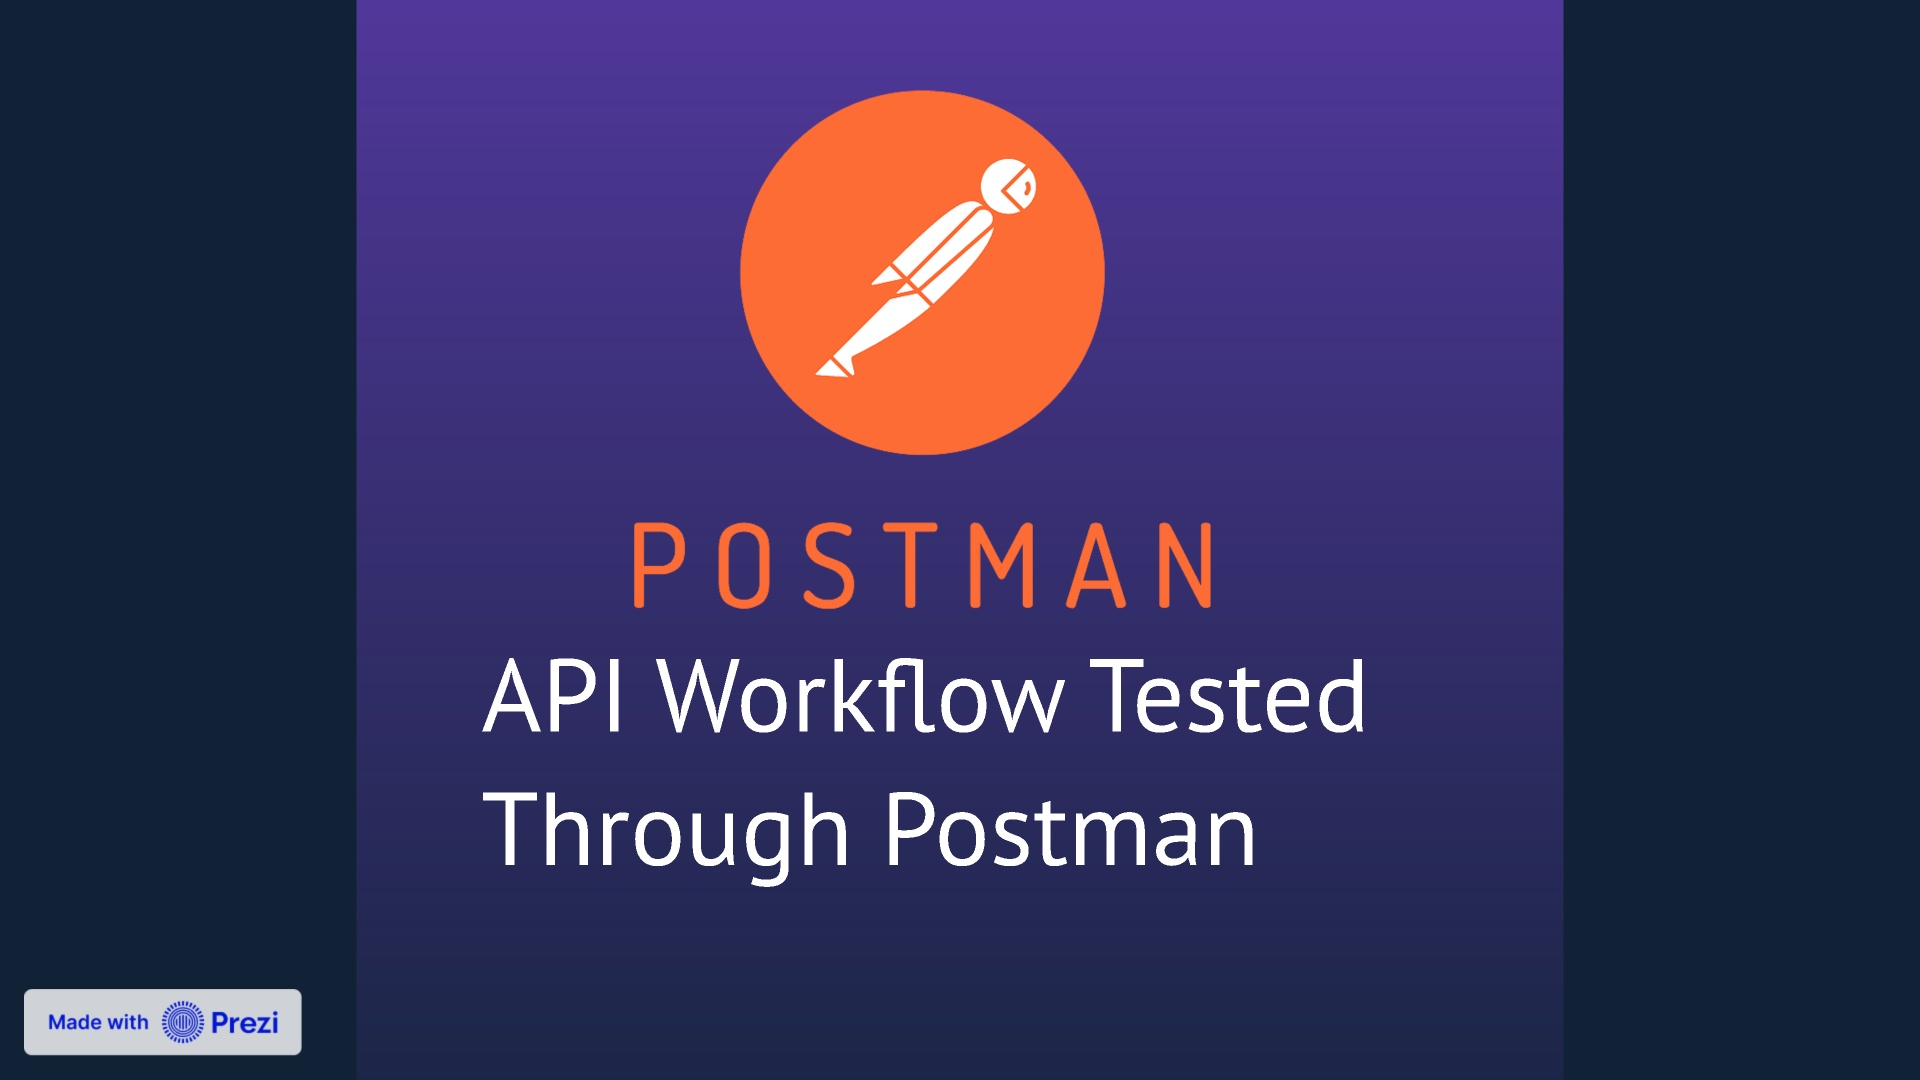 POSTMAN
API Workflow Tested
Through Postman
Made with Prezi